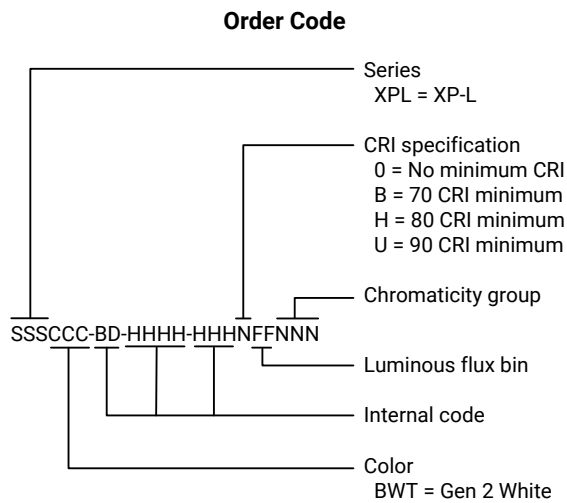 Order Code
Series
XPL = XP-L
CRI specification
0 = No minimum CRI
B = 70 CRI minimum
H = 80 CRI minimum
U = 90 CRI minimum
Chromaticity group
SSSCCC-BD-HHHH-HHHNFFNNN
Luminous flux bin
Internal code
Color
BWT = Gen 2 White